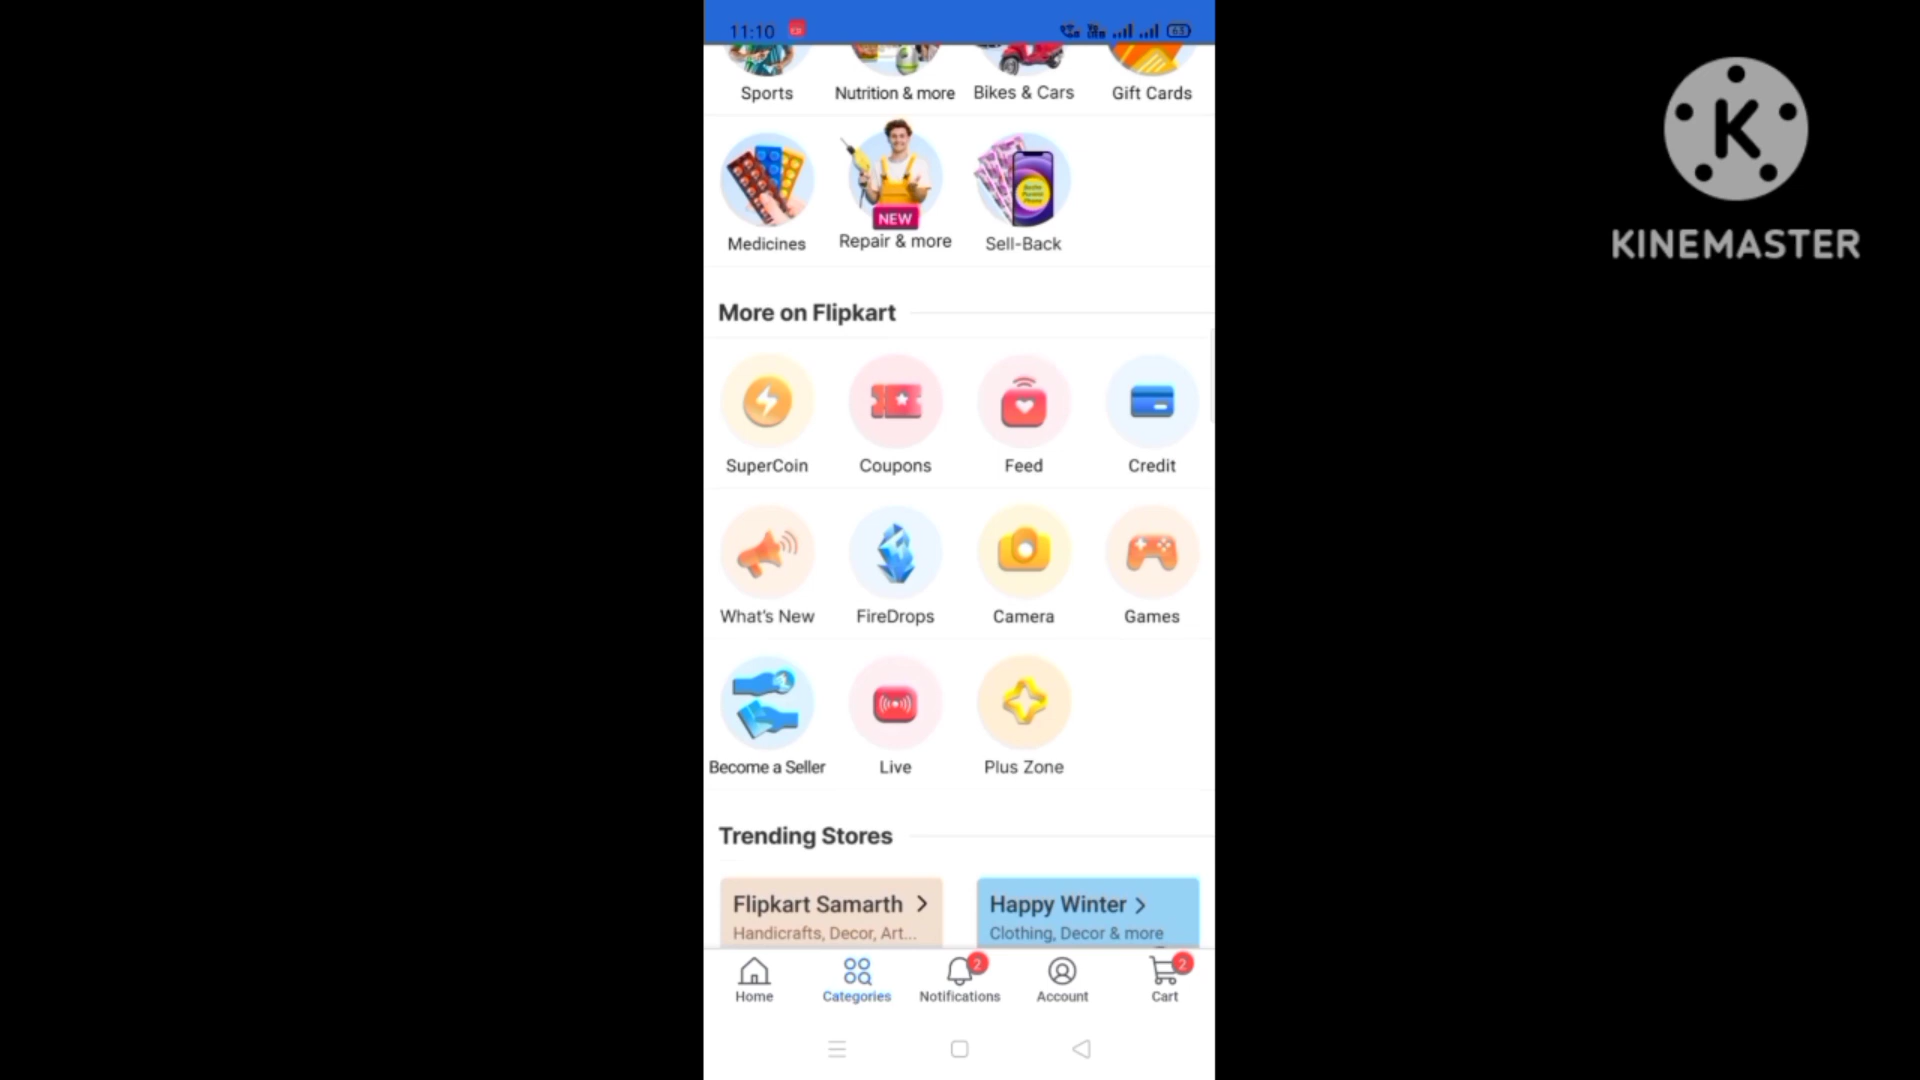 11:10
63
Sports
Nutrition & more
Bikes & Cars
Gift Cards
NEW
Medicines
Repair & more
Sell-Back
More on Flipkart
SuperCoin
Coupons
Feed
Credit
What's New
FireDrops
Camera
Games
Become a Seller
Live
Plus Zone
Trending Stores
Flipkart Samarth
Handicrafts, Decor, Art...
Happy Winter
Clothing, Decor & more
2
2
Home
Categories
Notifications
Account
Cart
K
KINEMASTER